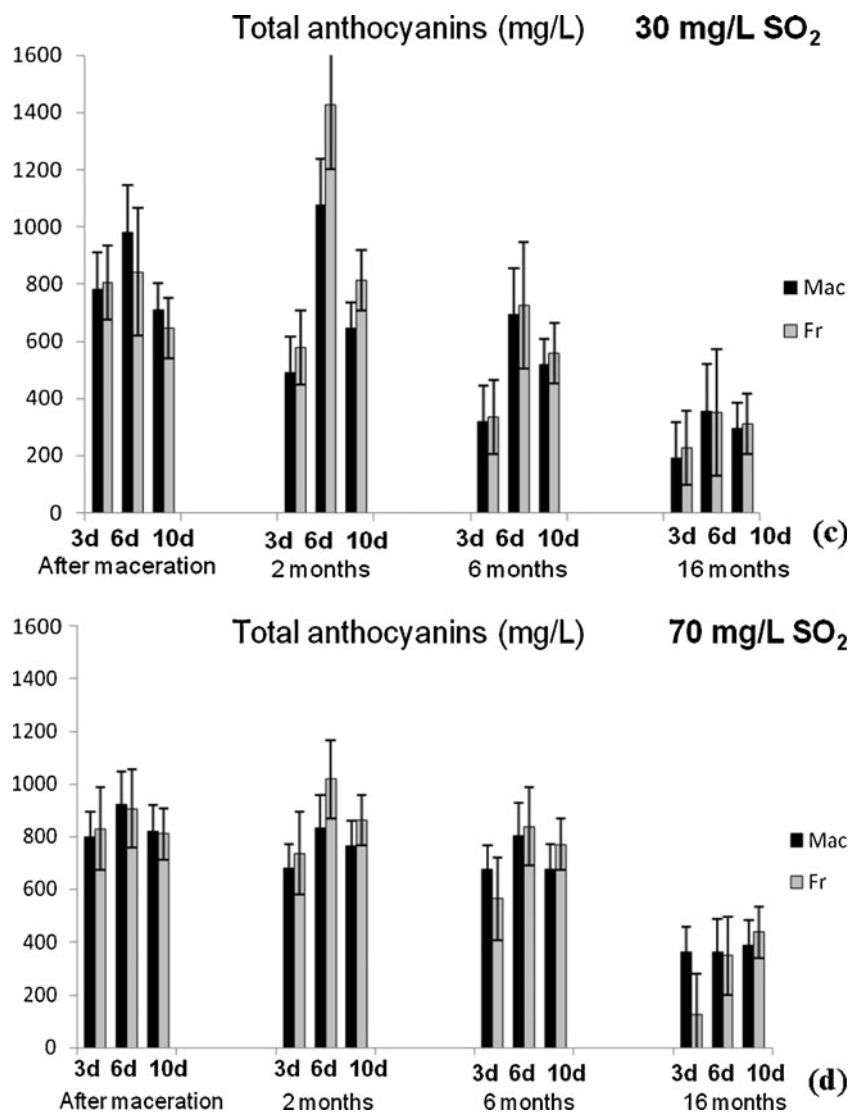 Total anthocyanins (mg/L) 30 mg/L SO₂
1600
1400
1200
1000
800
600
400
200
0
Mac
Fr
3d 6d 10d 3d 6d 10d 3d 6d 10d 3d 6d 10d
After maceration 2 months 6 months 16 months
(c)
Total anthocyanins (mg/L) 70 mg/L SO₂
1600
1400
1200
1000
800
600
400
200
0
Mac
Fr
3d 6d 10d 3d 6d 10d 3d 6d 10d 3d 6d 10d
After maceration 2 months 6 months 16 months
(d)